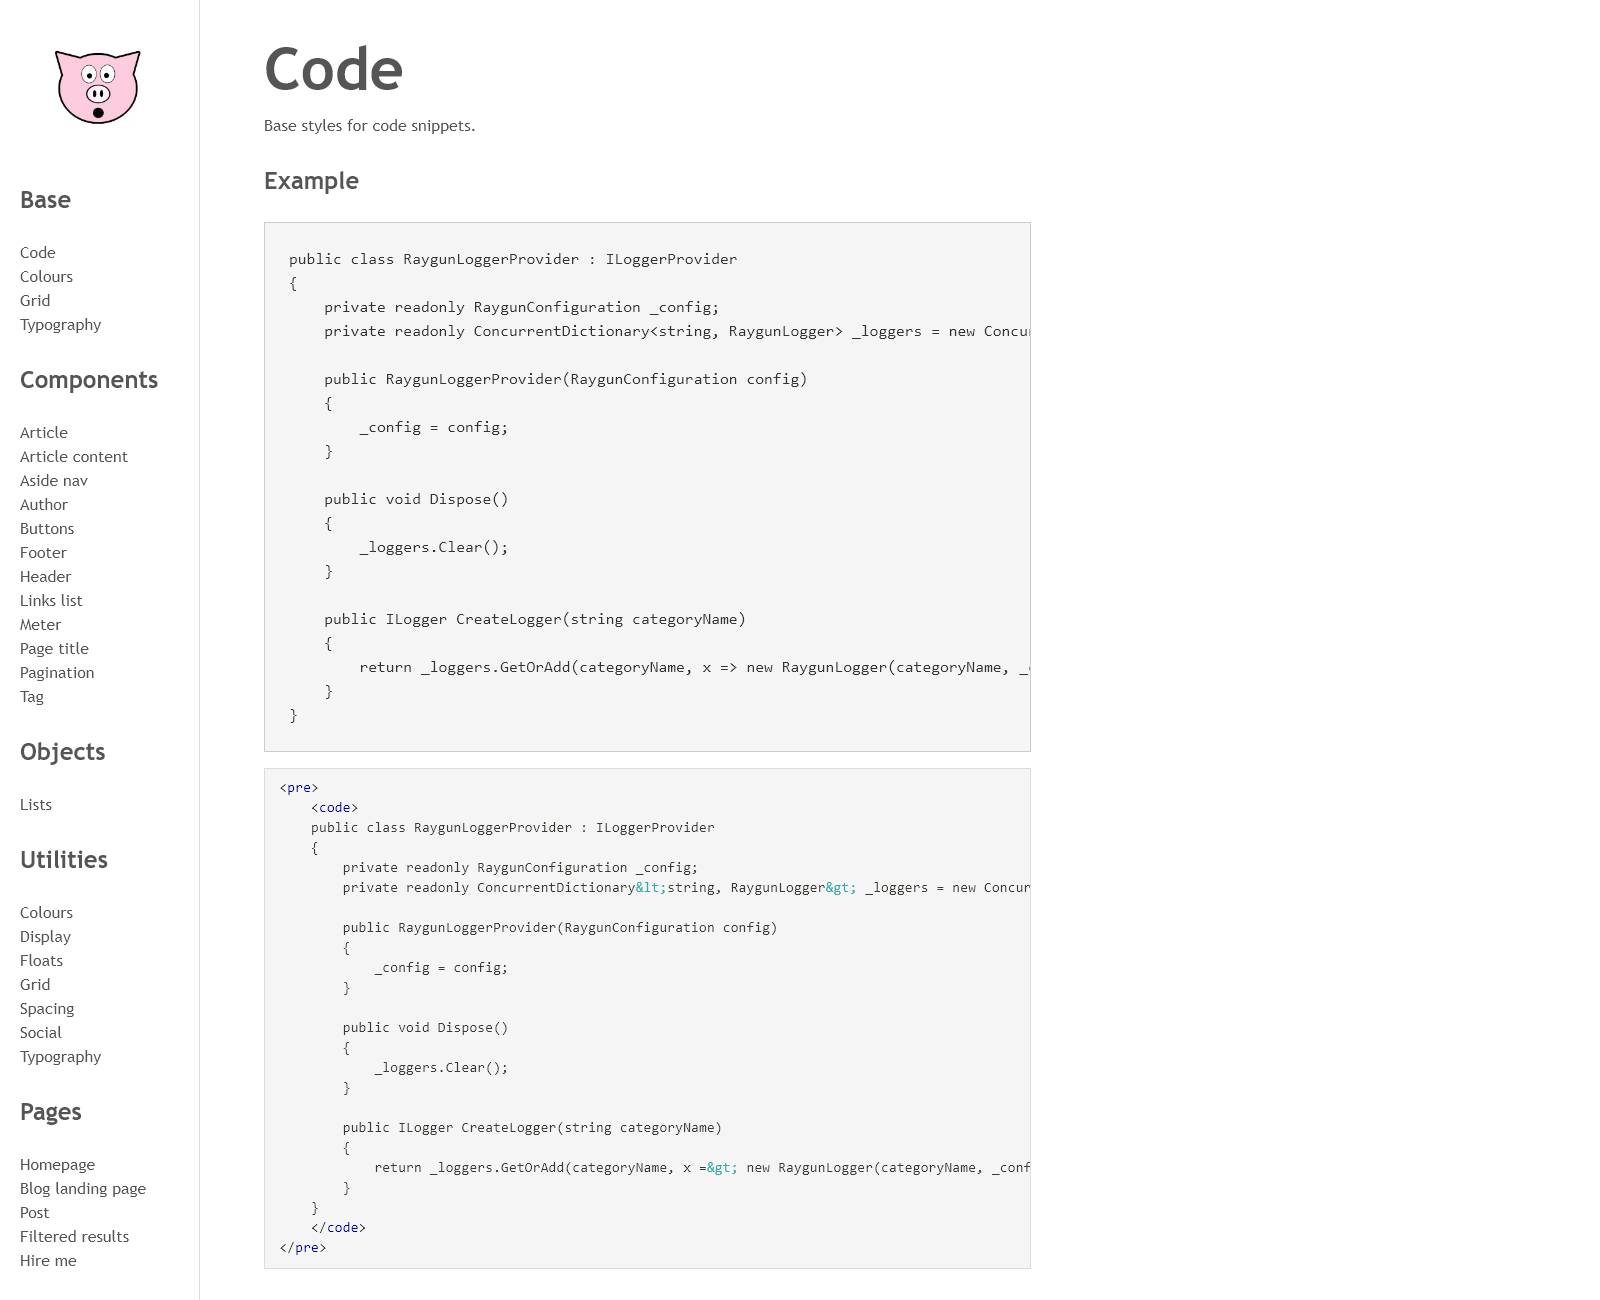 Base
Code
Colours
Grid
Typography
Components
Article
Article content
Aside nav
Author
Buttons
Footer
Header
Links list
Meter
Page title
Pagination
Tag
Objects
Lists
Utilities
Colours
Display
Floats
Grid
Spacing
Social
Typography
Pages
Homepage
Blog landing page
Post
Filtered results
Hire me
Code
Base styles for code snippets.
Example
public class RaygunLoggerProvider : ILoggerProvider
{
    private readonly RaygunConfiguration _config;
    private readonly ConcurrentDictionary<string, RaygunLogger> _loggers = new Concu
    public RaygunLoggerProvider(RaygunConfiguration config)
    {
        _config = config;
    }
    public void Dispose()
    {
        _loggers.Clear();
    }
    public ILogger CreateLogger(string categoryName)
    {
        return _loggers.GetOrAdd(categoryName, x => new RaygunLogger(categoryName, _
    }
}
<pre>
    <code>
    public class RaygunLoggerProvider : ILoggerProvider
    {
        private readonly RaygunConfiguration _config;
        private readonly ConcurrentDictionary&lt;string, RaygunLogger&gt; _loggers = new Concur
        public RaygunLoggerProvider(RaygunConfiguration config)
        {
            _config = config;
        }
        public void Dispose()
        {
            _loggers.Clear();
        }
        public ILogger CreateLogger(string categoryName)
        {
            return _loggers.GetOrAdd(categoryName, x =&gt; new RaygunLogger(categoryName, _conf
        }
    }
    </code>
</pre>